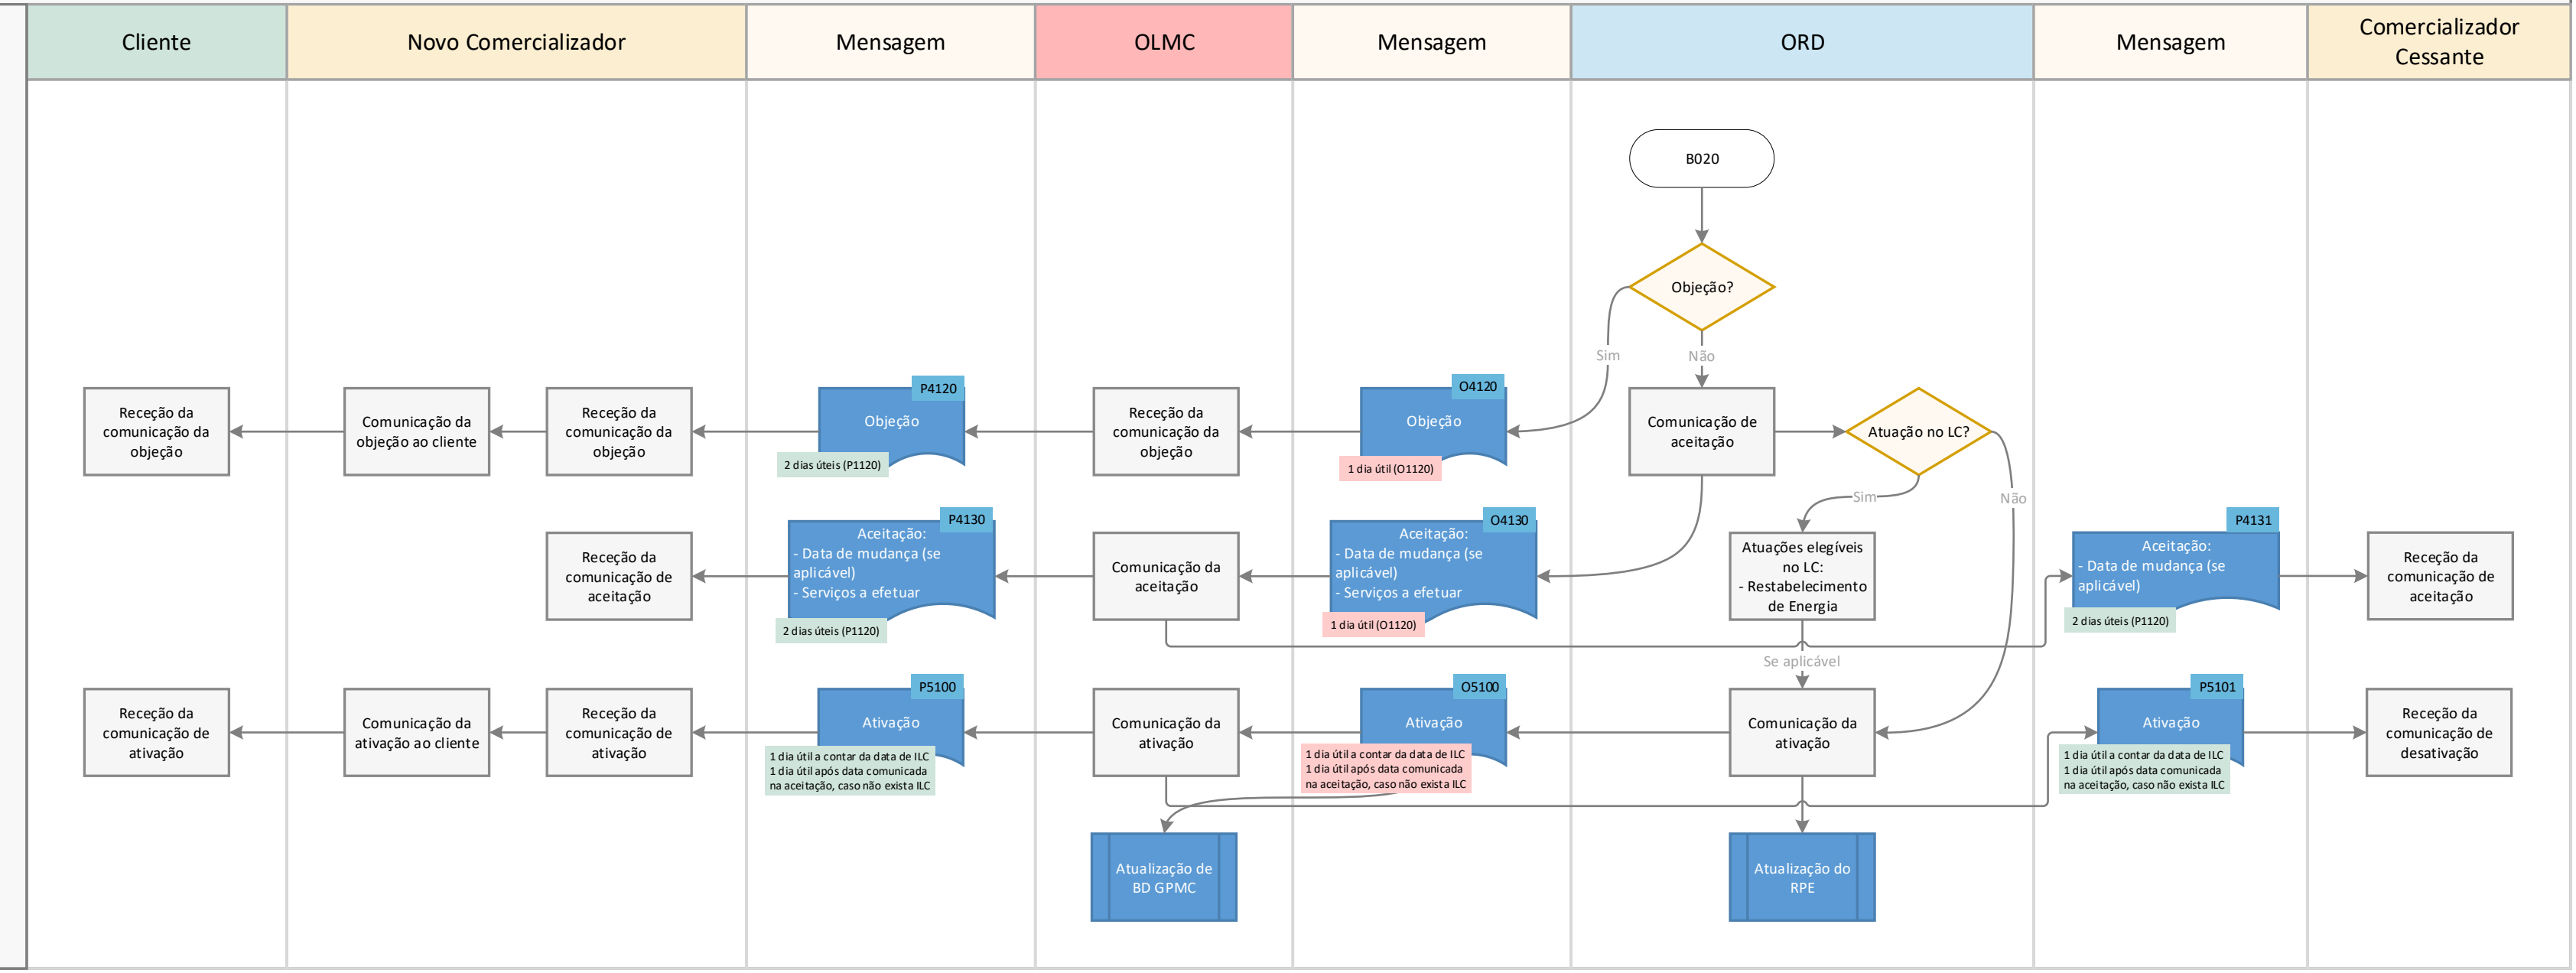 Cliente
Novo Comercializador
Mensagem
OLMC
Mensagem
ORD
Mensagem
Comercializador
Cessante
B020
Objeção?
Sim
Não
Receção da
comunicação da
objeção
Comunicação da
objeção ao cliente
Receção da
comunicação da
objeção
P4120
Objeção
2 dias úteis (P1120)
Receção da
comunicação da
objeção
O4120
Objeção
1 dia útil (O1120)
Comunicação de
aceitação
Atuação no LC?
Sim
Não
Receção da
comunicação de
aceitação
P4130
Aceitação:
- Data de mudança (se
aplicável)
- Serviços a efetuar
2 dias úteis (P1120)
Comunicação da
aceitação
O4130
Aceitação:
- Data de mudança (se
aplicável)
- Serviços a efetuar
1 dia útil (O1120)
Atuações elegíveis
no LC:
- Restabelecimento
de Energia
P4131
Aceitação:
- Data de mudança (se
aplicável)
2 dias úteis (P1120)
Receção da
comunicação de
aceitação
Se aplicável
Receção da
comunicação de
ativação
Comunicação da
ativação ao cliente
Receção da
comunicação de
ativação
P5100
Ativação
1 dia útil a contar da data de ILC
1 dia útil após data comunicada
na aceitação, caso não exista ILC
Comunicação da
ativação
O5100
Ativação
1 dia útil a contar da data de ILC
1 dia útil após data comunicada
na aceitação, caso não exista ILC
Comunicação da
ativação
P5101
Ativação
1 dia útil a contar da data de ILC
1 dia útil após data comunicada
na aceitação, caso não exista ILC
Receção da
comunicação de
desativação
Atualização de
BD GPMC
Atualização do
RPE